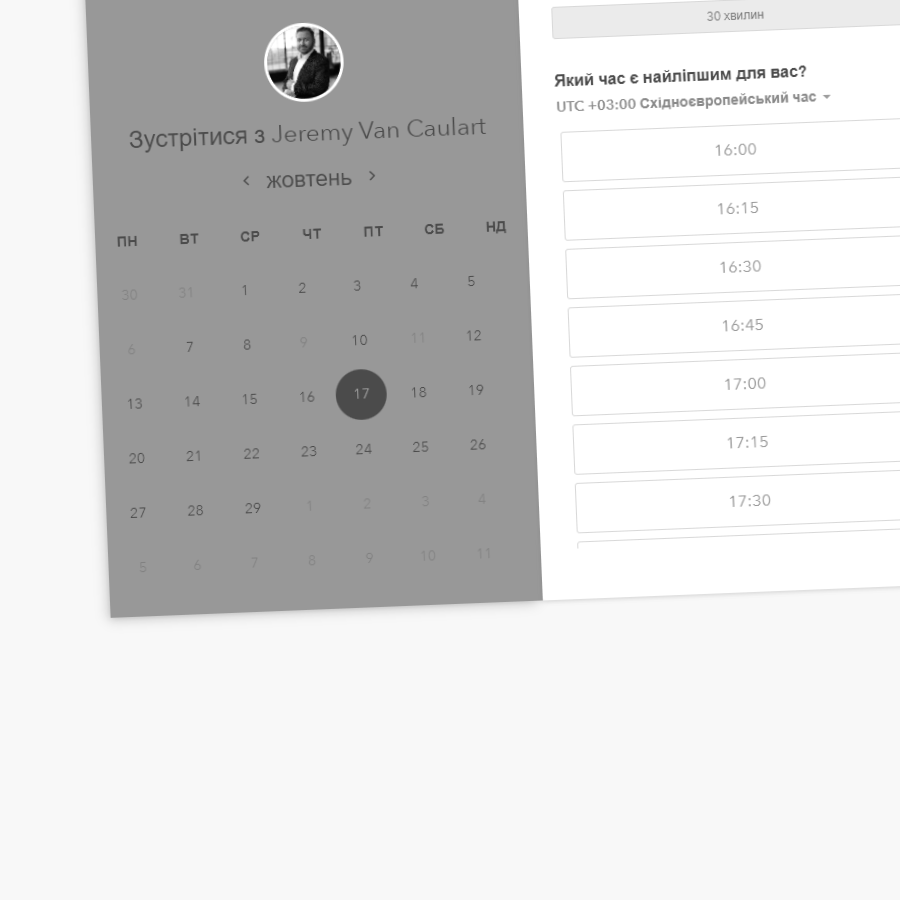 Зустрітися з Jeremy Van Caulart
‹ жовтень ›
ПН ВТ СР ЧТ ПТ СБ НД
30 31 1 2 3 4 5
6 7 8 9 10 11 12
13 14 15 16 17 18 19
20 21 22 23 24 25 26
27 28 29 1 2 3 4
5 6 7 8 9 10 11
30 хвилин
Який час є найліпшим для вас?
UTC +03:00 Східноєвропейський час
16:00
16:15
16:30
16:45
17:00
17:15
17:30